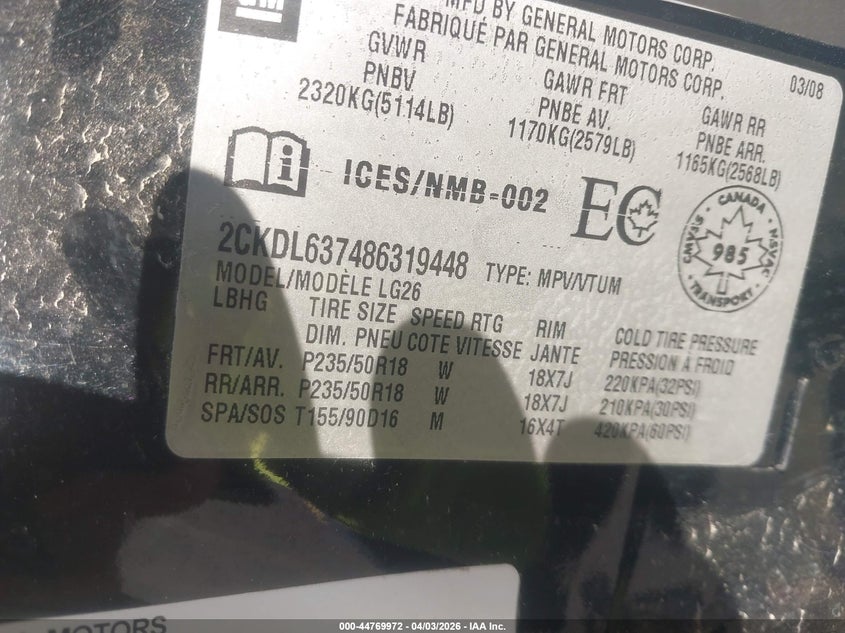 GM
MFD BY GENERAL MOTORS CORP.
FABRIQUÉ PAR GENERAL MOTORS CORP.
03/08
GVWR GAWR FRT GAWR RR
PNBV PNBE AV. PNBE ARR.
2320KG(5114LB) 1170KG(2579LB) 1165KG(2568LB)
ICES/NMB-002 EC
CANADA
985
TRANSPORT
2CKDL637486319448 TYPE: MPV/VTUM
MODEL/MODÈLE LG26
LBHG TIRE SIZE SPEED RTG RIM COLD TIRE PRESSURE
DIM. PNEU COTE VITESSE JANTE PRESSION À FROID
FRT/AV. P235/50R18 W 18X7J 220KPA(32PSI)
RR/ARR. P235/50R18 W 18X7J 210KPA(30PSI)
SPA/SOS T155/90D16 M 16X4T 420KPA(60PSI)
MOTORS
000-44769972 - 04/03/2026 - IAA Inc.